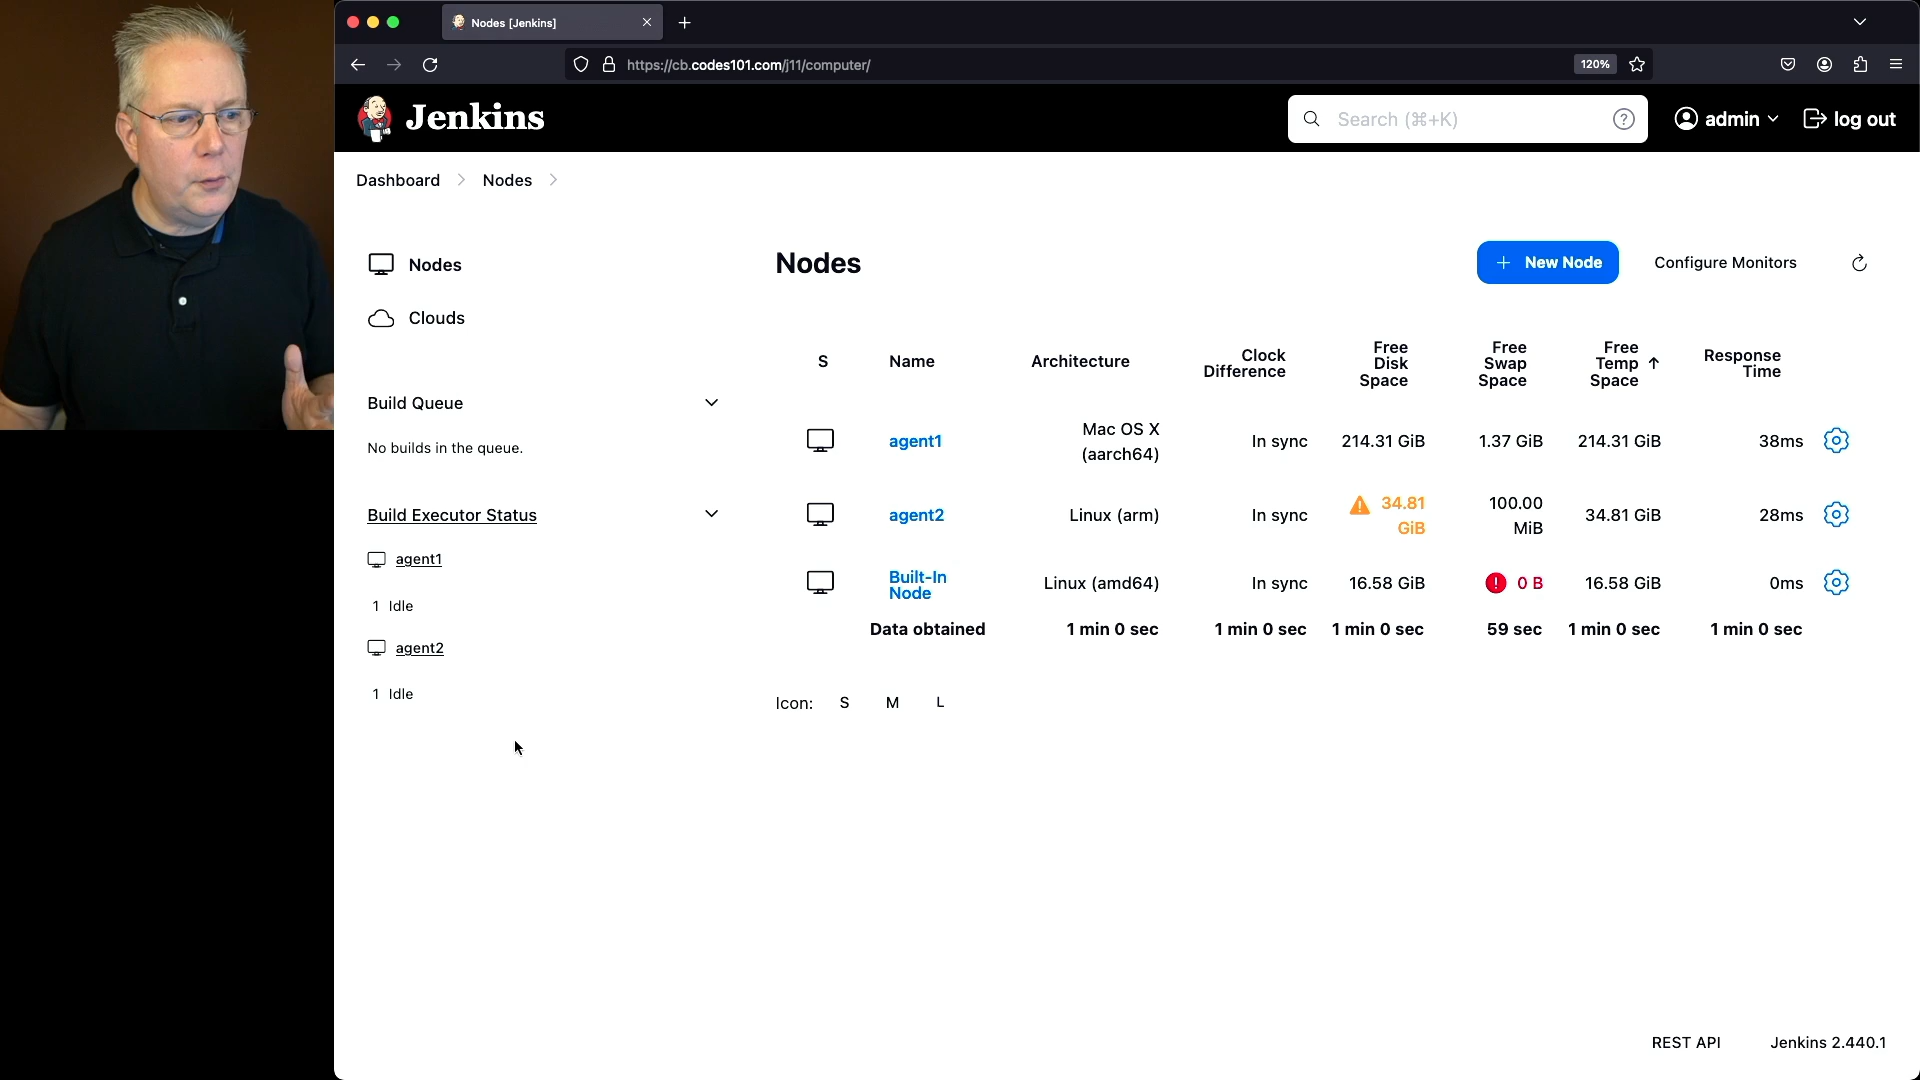 Nodes [Jenkins]
https://cb.codes101.com/j11/computer/
120%
Jenkins
Search (⌘+K)
?
admin
log out
Dashboard
Nodes
Nodes
Clouds
Build Queue
No builds in the queue.
Build Executor Status
agent1
1 Idle
agent2
1 Idle
Nodes
+ New Node
Configure Monitors
S Name Architecture Clock Difference Free Disk Space Free Swap Space Free Temp Space ↑ Response Time
agent1 Mac OS X (aarch64) In sync 214.31 GiB 1.37 GiB 214.31 GiB 38ms
agent2 Linux (arm) In sync 34.81 GiB 100.00 MiB 34.81 GiB 28ms
Built-In Node Linux (amd64) In sync 16.58 GiB 0 B 16.58 GiB 0ms
Data obtained 1 min 0 sec 1 min 0 sec 1 min 0 sec 59 sec 1 min 0 sec 1 min 0 sec
Icon: S M L
REST API Jenkins 2.440.1